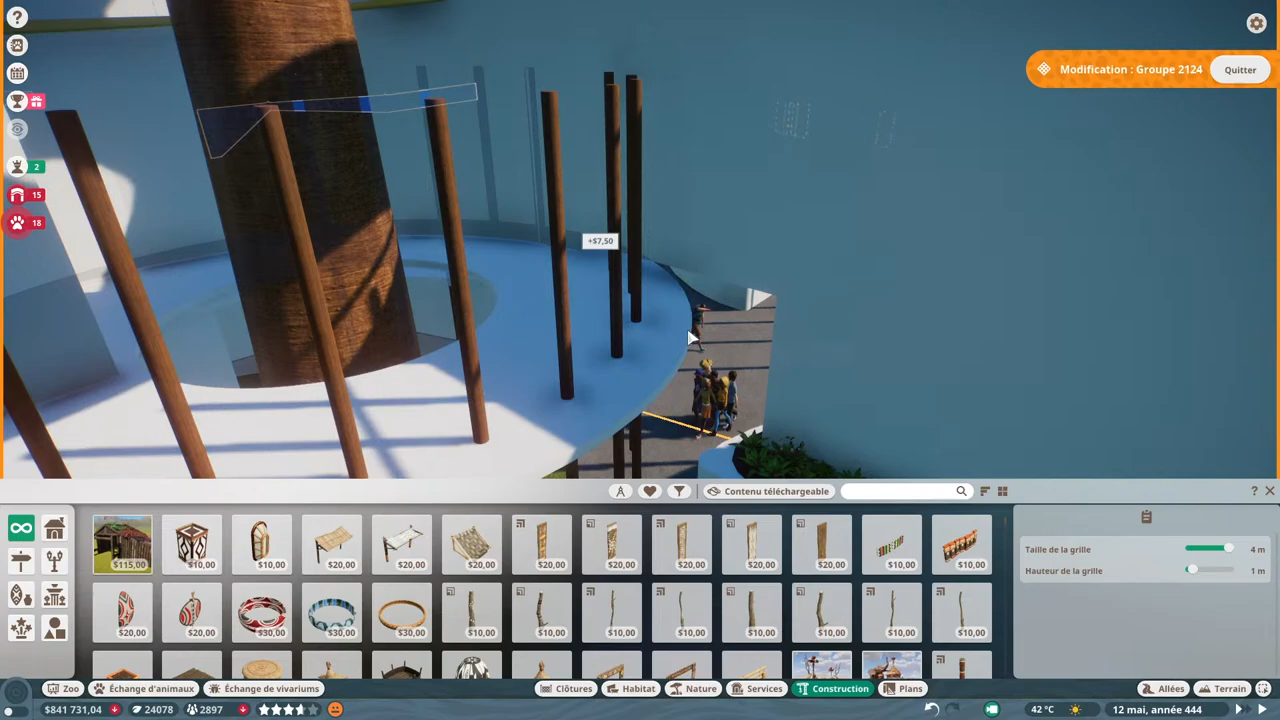 ?
Modification : Groupe 2124
Quitter
2
15
18
+$7,50
Contenu téléchargeable
?
$115,00
$10,00
$10,00
$20,00
$20,00
$20,00
$20,00
$20,00
$20,00
$20,00
$20,00
$10,00
$10,00
$20,00
$20,00
$30,00
$30,00
$30,00
$10,00
$10,00
$10,00
$10,00
$10,00
$10,00
$10,00
$10,00
Taille de la grille
4 m
Hauteur de la grille
1 m
Zoo
Échange d'animaux
Échange de vivariums
Clôtures
Habitat
Nature
Services
Construction
Plans
Allées
Terrain
$841 731,04
24078
2897
42 °C
12 mai, année 444